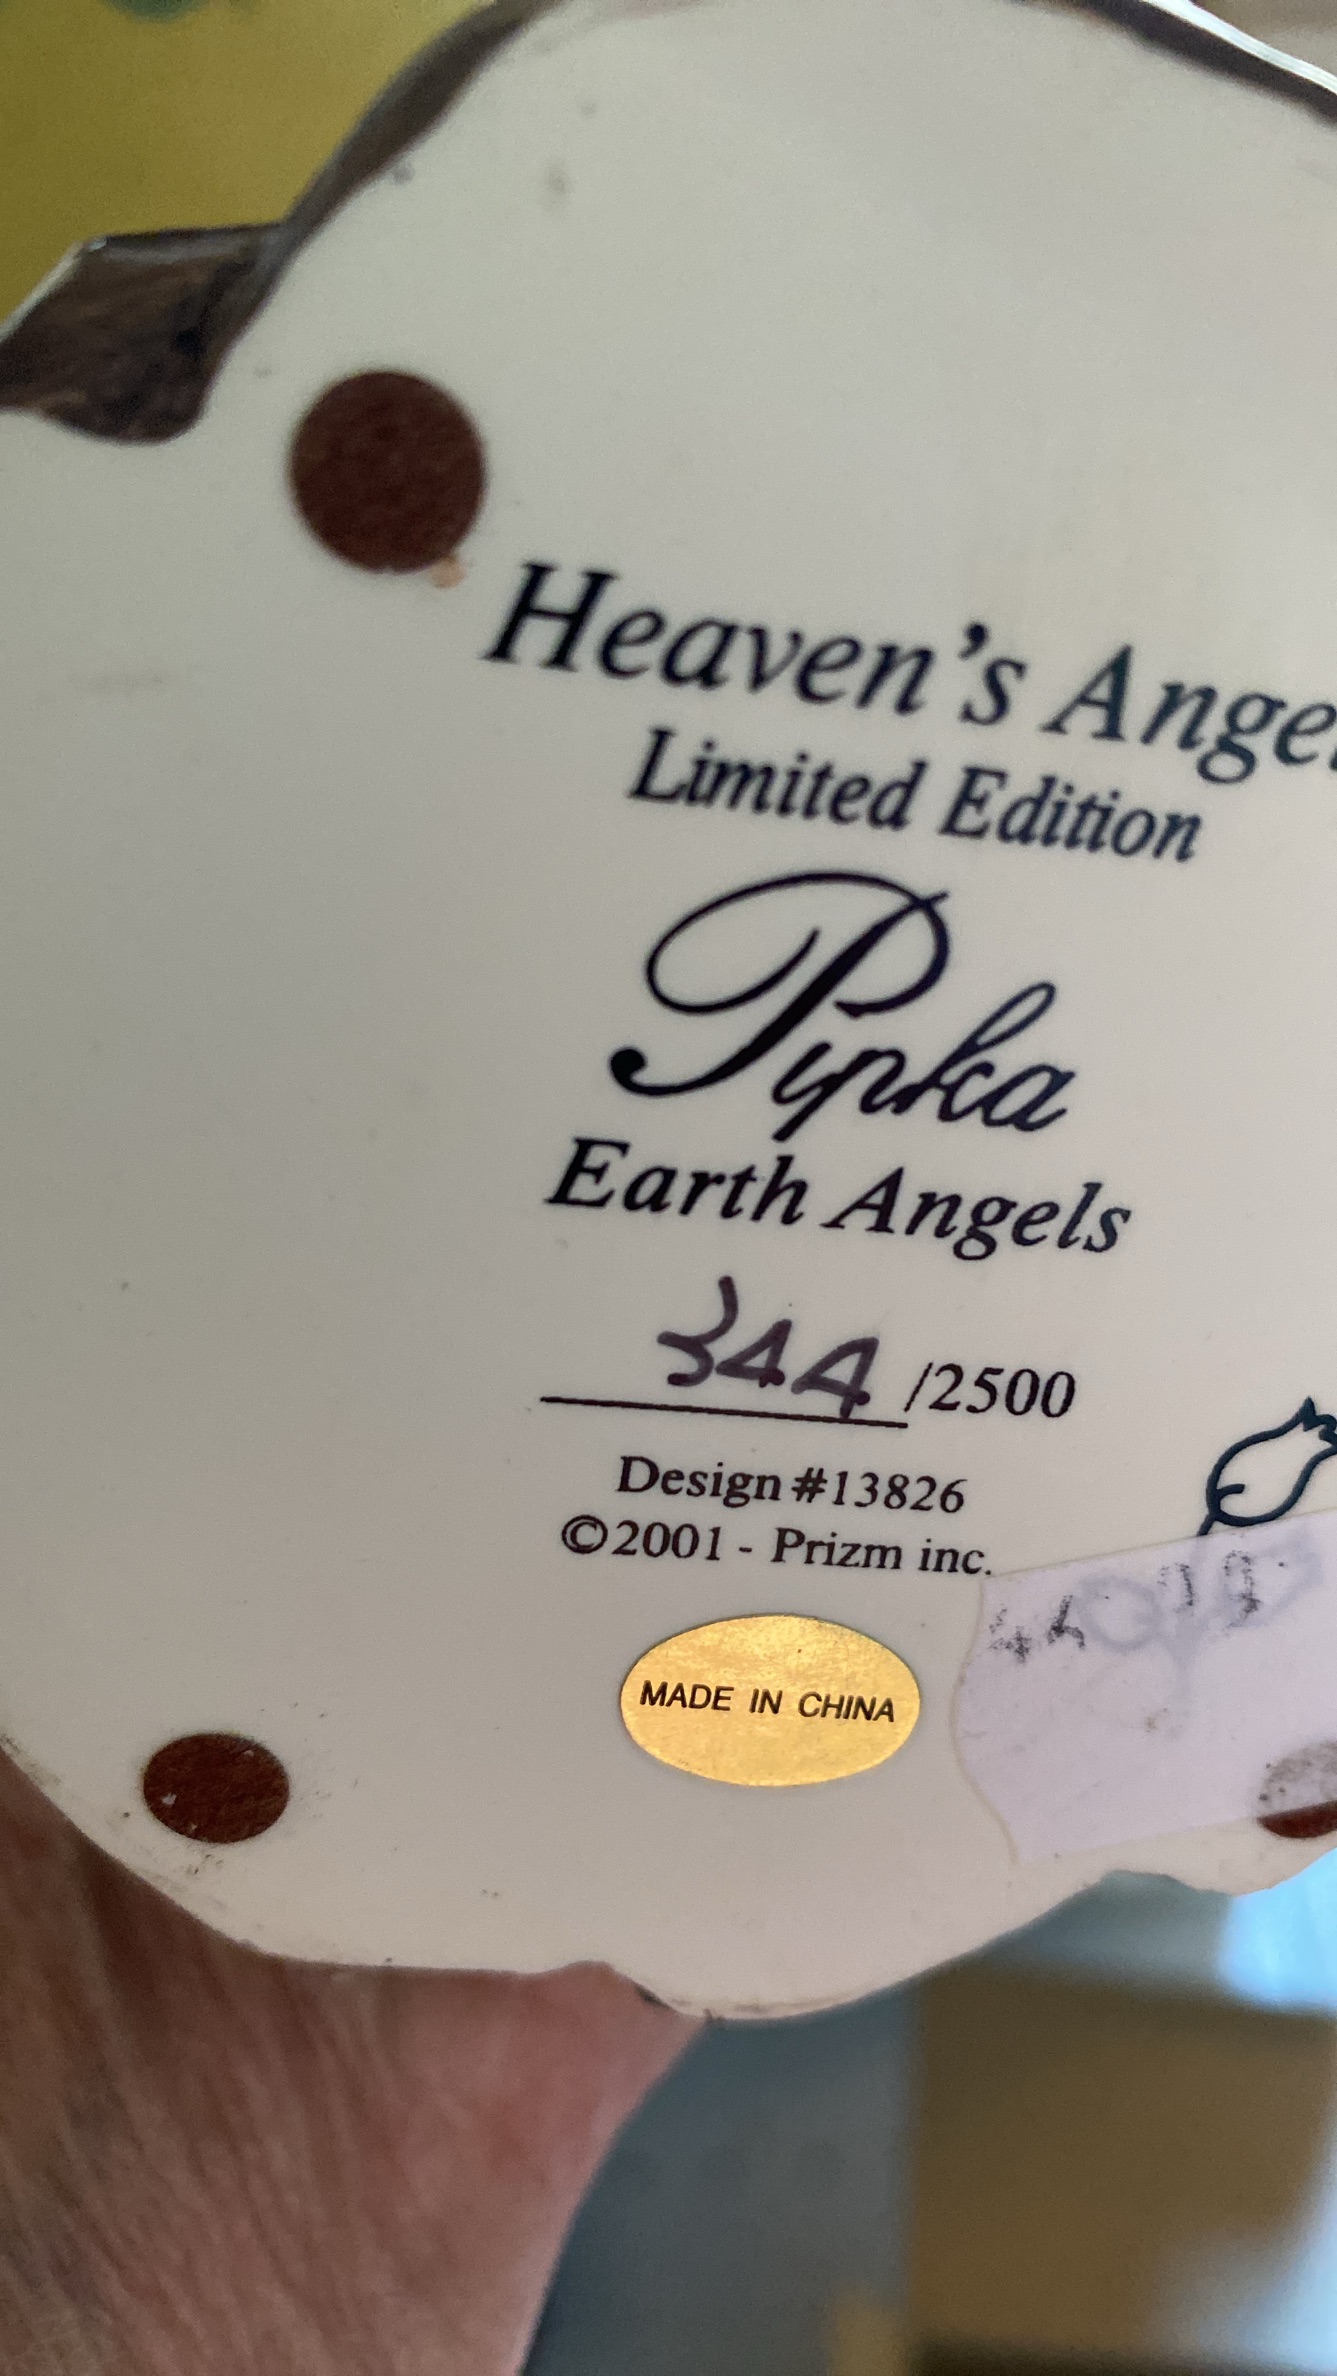 Heaven's Angel
Limited Edition
Pipka
Earth Angels
344 /2500
Design #13826
©2001 - Prizm inc.
MADE IN CHINA